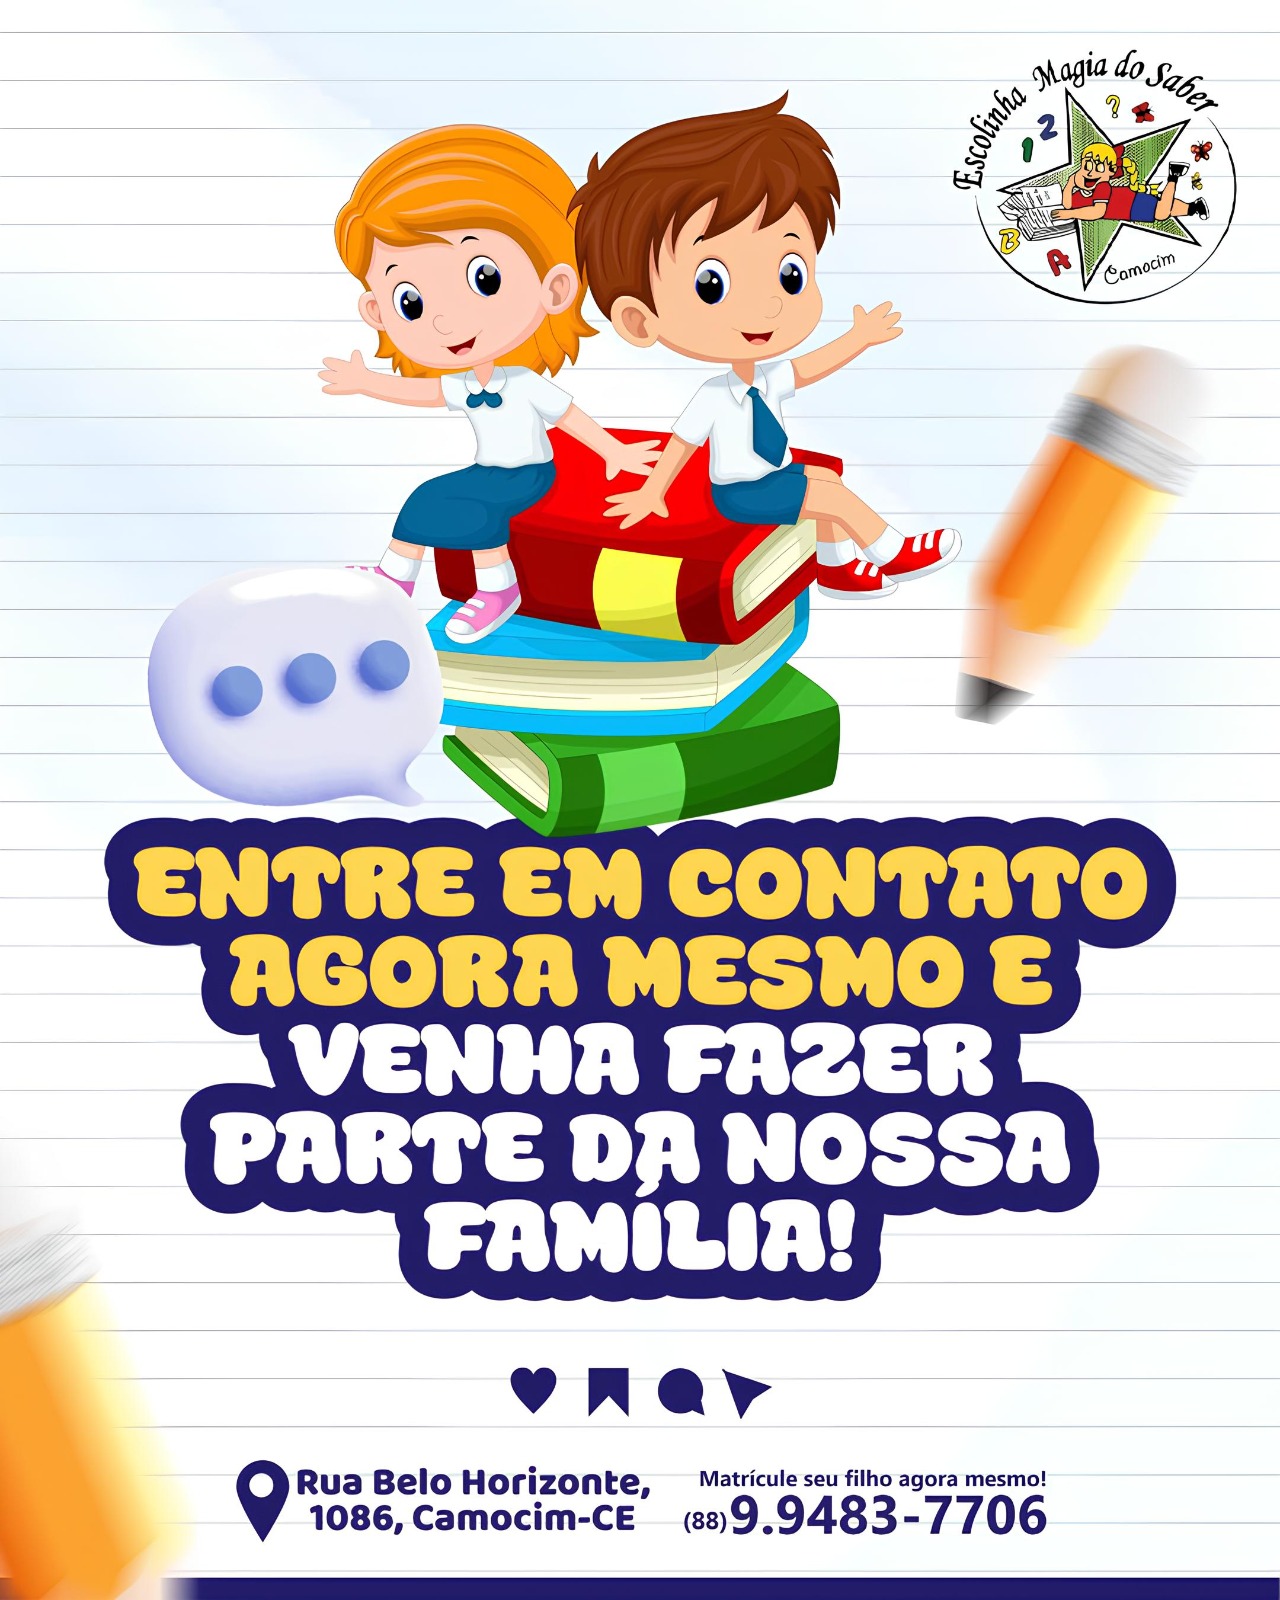 Escolinha Magia do Saber
1 2 ?
B A
Camocim
ENTRE EM CONTATO
AGORA MESMO E
VENHA FAZER
PARTE DA NOSSA
FAMÍLIA!
Rua Belo Horizonte,
1086, Camocim-CE
Matrícule seu filho agora mesmo!
(88)9.9483-7706